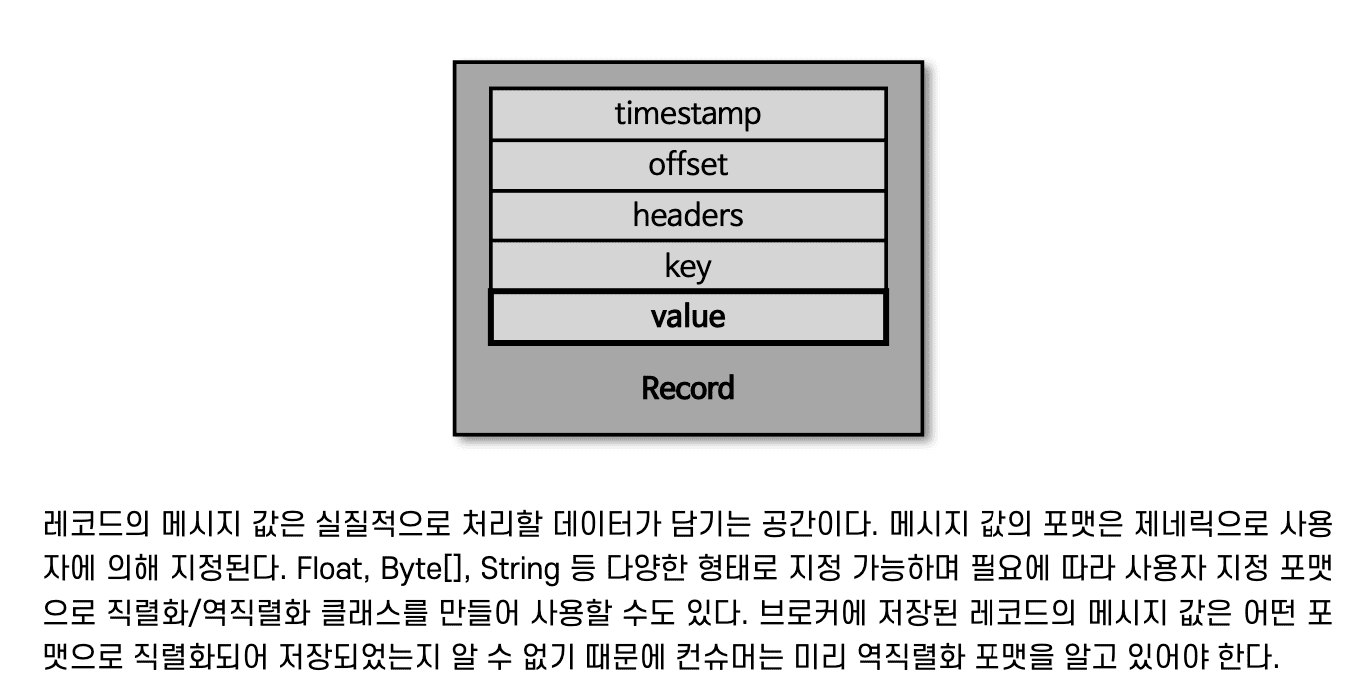 timestamp
offset
headers
key
value
Record
레코드의 메시지 값은 실질적으로 처리할 데이터가 담기는 공간이다. 메시지 값의 포맷은 제네릭으로 사용
자에 의해 지정된다. Float, Byte[], String 등 다양한 형태로 지정 가능하며 필요에 따라 사용자 지정 포맷
으로 직렬화/역직렬화 클래스를 만들어 사용할 수도 있다. 브로커에 저장된 레코드의 메시지 값은 어떤 포
맷으로 직렬화되어 저장되었는지 알 수 없기 때문에 컨슈머는 미리 역직렬화 포맷을 알고 있어야 한다.